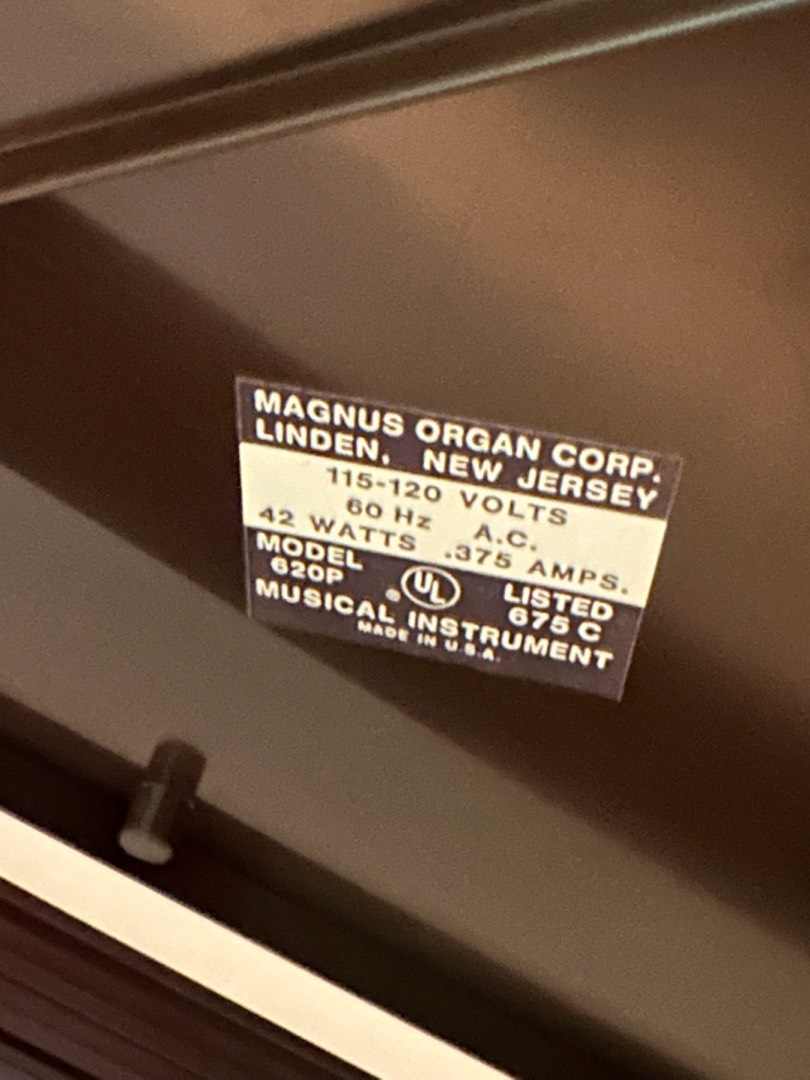 MAGNUS ORGAN CORP.
LINDEN, NEW JERSEY
115-120 VOLTS
60 Hz A.C.
42 WATTS .375 AMPS.
MODEL 620P
® UL
LISTED 675 C
MUSICAL INSTRUMENT
MADE IN U.S.A.